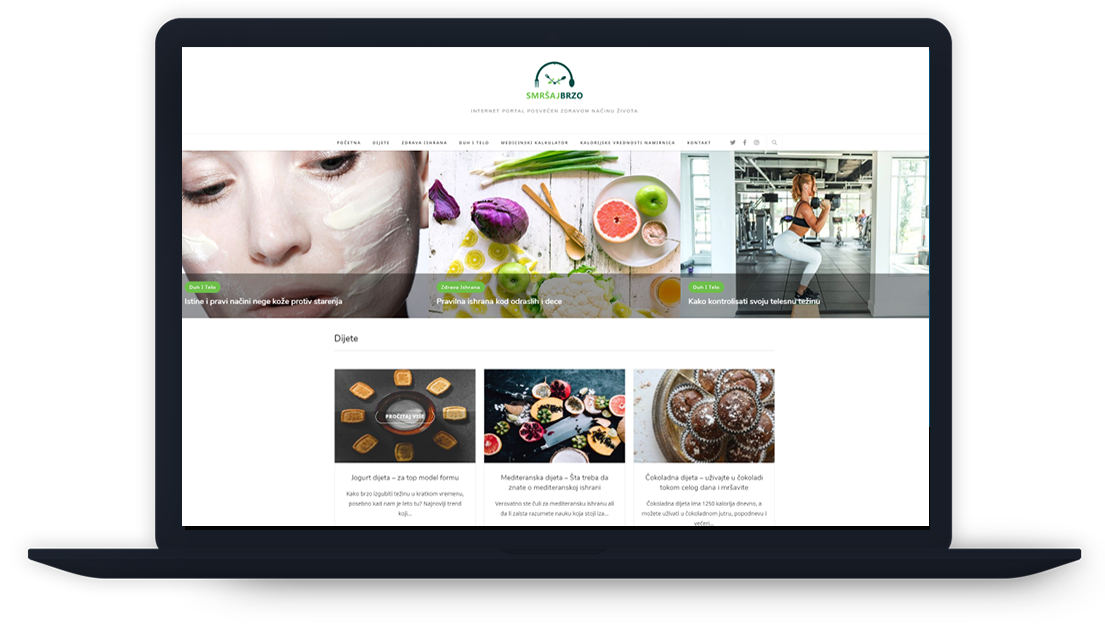 SMRŠAJBRZO
INTERNET PORTAL POSVEĆEN ZDRAVOM NAČINU ŽIVOTA
POČETNA DIJETE ZDRAVA ISHRANA DUH I TELO MEDICINSKI KALKULATOR KALORIJSKE VREDNOSTI NAMIRNICA KONTAKT
Duh I Telo
Istine i pravi načini nege kože protiv starenja
Zdrava Ishrana
Pravilna ishrana kod odraslih i dece
Duh I Telo
Kako kontrolisati svoju telesnu težinu
Dijete
PROČITAJ VIŠE
Jogurt dijeta – za top model formu
Kako brzo izgubiti težinu u kratkom vremenu,
posebno kad nam je leto tu? Najnoviji trend
koji...
Mediteranska dijeta – Šta treba da
znate o mediteranskoj ishrani
Verovatno ste čuli za mediteransku ishranu ali
da li zaista razumete nauku koja stoji iza...
Čokoladna dijeta – uživajte u čokoladi
tokom celog dana i mršavite
Čokoladna dijeta ima 1250 kalorija dnevno, a
možete uživati u čokoladnom jutru, popodnevu i
večeri...